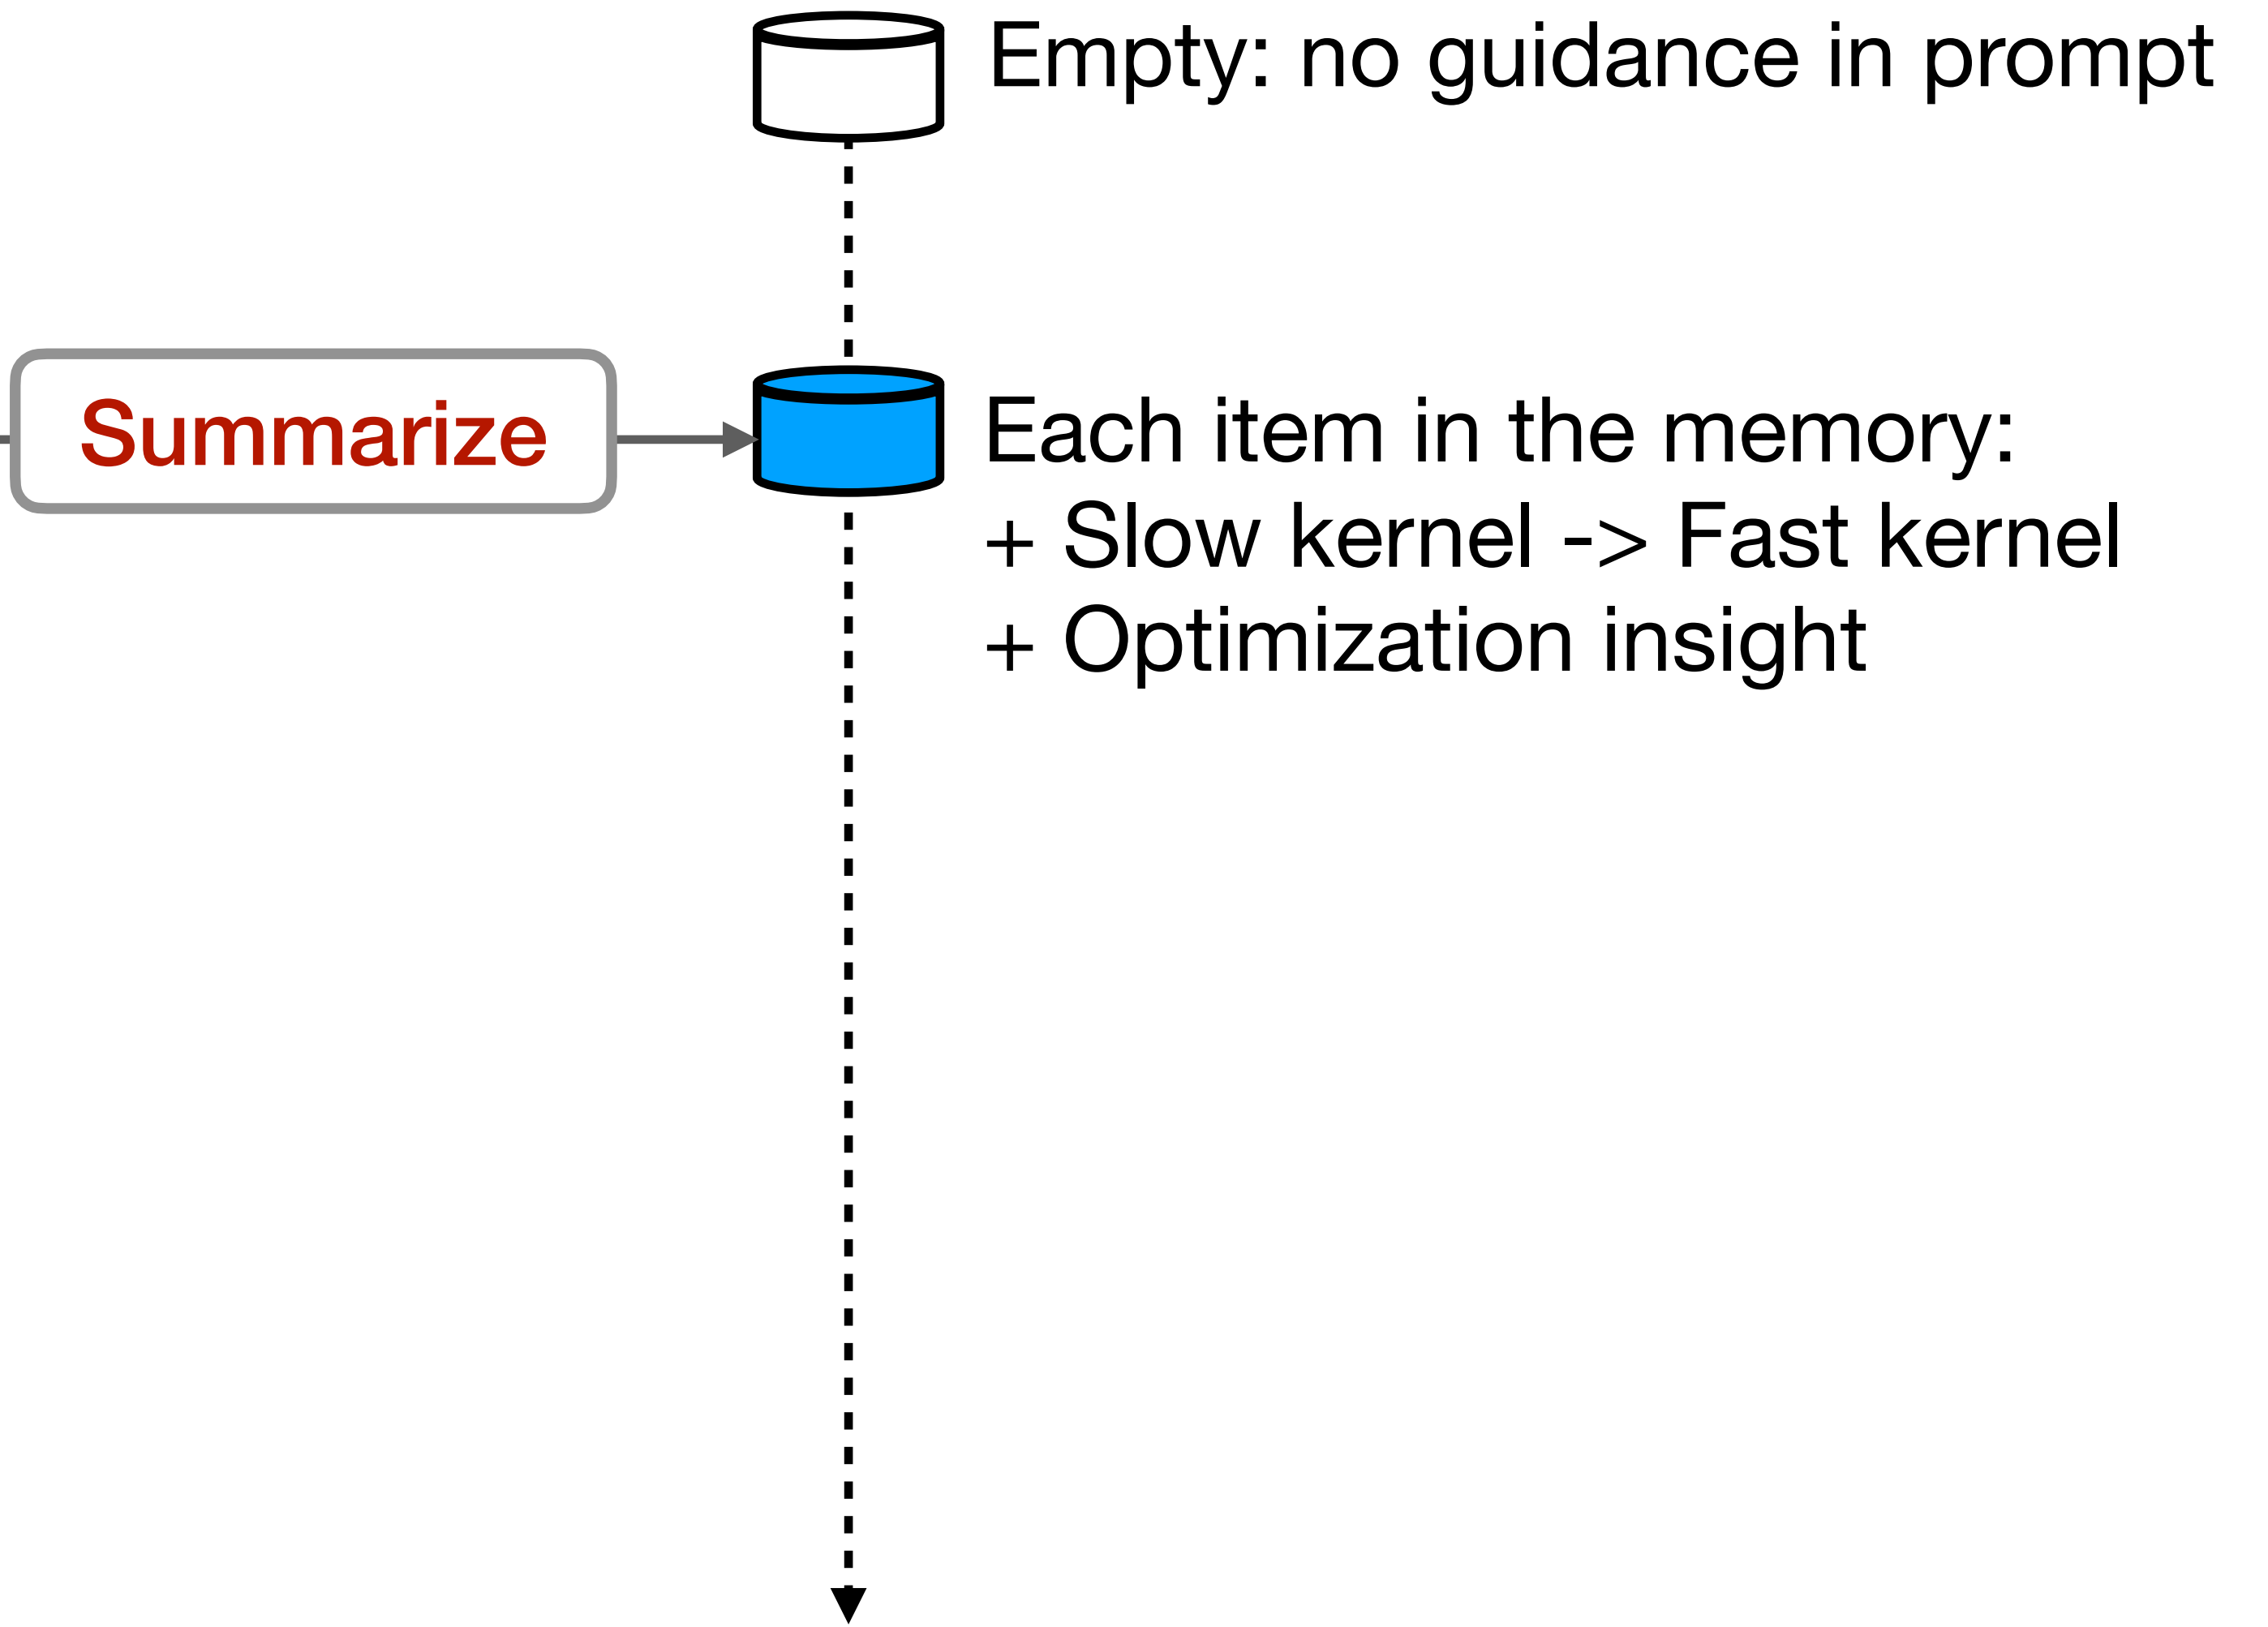 Empty: no guidance in prompt
Summarize
Each item in the memory:
+ Slow kernel -> Fast kernel
+ Optimization insight